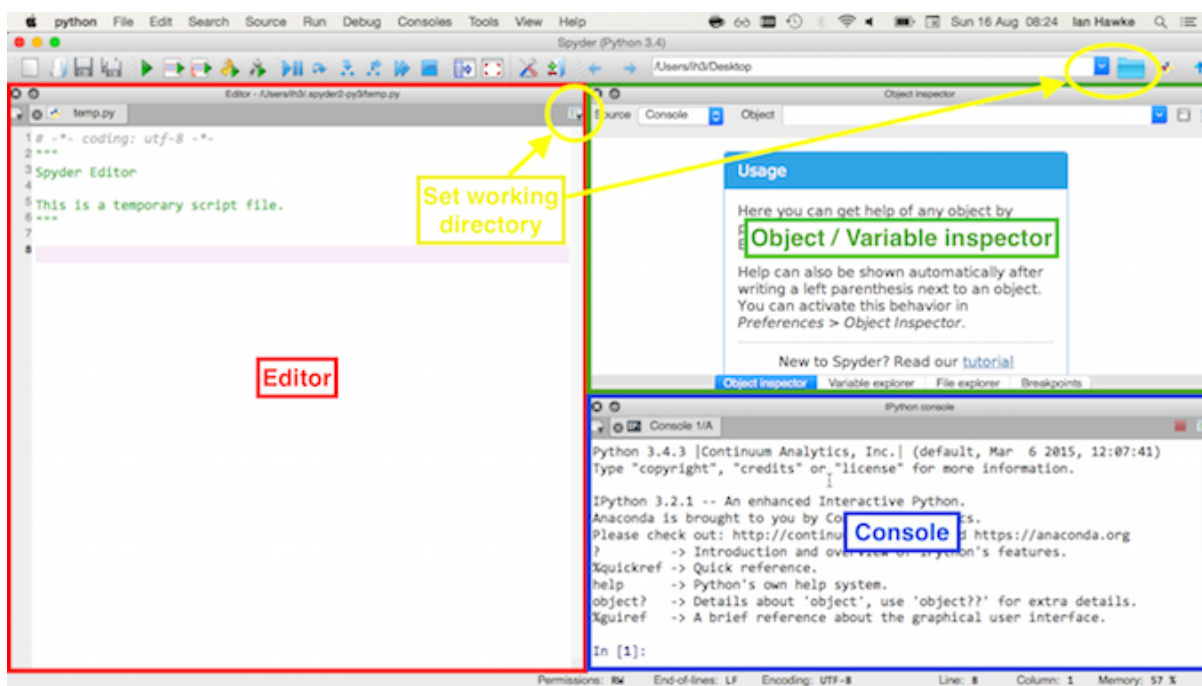 python File Edit Search Source Run Debug Consoles Tools View Help Sun 16 Aug 08:24 Ian Hawke
Spyder (Python 3.4)
/Users/ih3/Desktop
Editor - /Users/ih3/.spyder2-py3/temp.py
temp.py
1 # -*- coding: utf-8 -*-
2 """
3 Spyder Editor
4
5 This is a temporary script file.
6 """
7
8
Set working
directory
Editor
Object inspector
Source Console Object
Usage
Here you can get help of any object by
Object / Variable inspector
Help can also be shown automatically after
writing a left parenthesis next to an object.
You can activate this behavior in
Preferences > Object Inspector.
New to Spyder? Read our tutorial
Object inspector Variable explorer File explorer Breakpoints
IPython console
Console 1/A
Python 3.4.3 |Continuum Analytics, Inc.| (default, Mar 6 2015, 12:07:41)
Type "copyright", "credits" or "license" for more information.
IPython 3.2.1 -- An enhanced Interactive Python.
Anaconda is brought to you by
Please check out: https://anaconda.org
? -> Introduction and overview of IPython's features.
%quickref -> Quick reference.
help -> Python's own help system.
object? -> Details about 'object', use 'object??' for extra details.
%guiref -> A brief reference about the graphical user interface.
Console
In [1]:
Permissions: RW End-of-lines: LF Encoding: UTF-8 Line: 8 Column: 1 Memory: 57 %